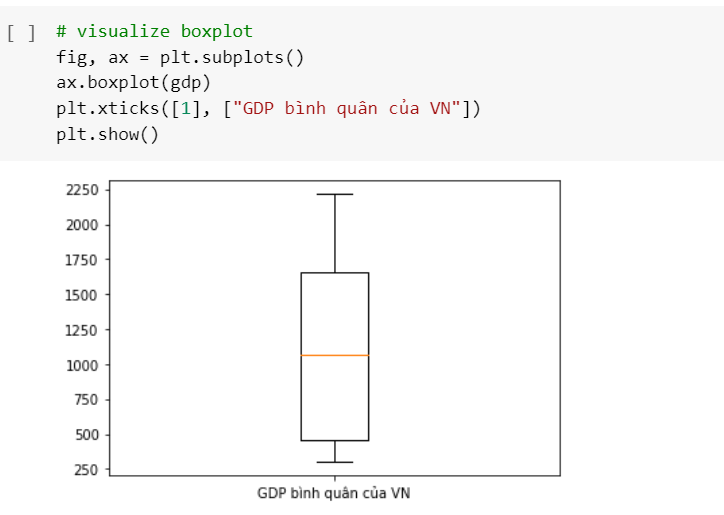 [ ] # visualize boxplot
fig, ax = plt.subplots()
ax.boxplot(gdp)
plt.xticks([1], ["GDP bình quân của VN"])
plt.show()
2250
2000
1750
1500
1250
1000
750
500
250
GDP bình quân của VN